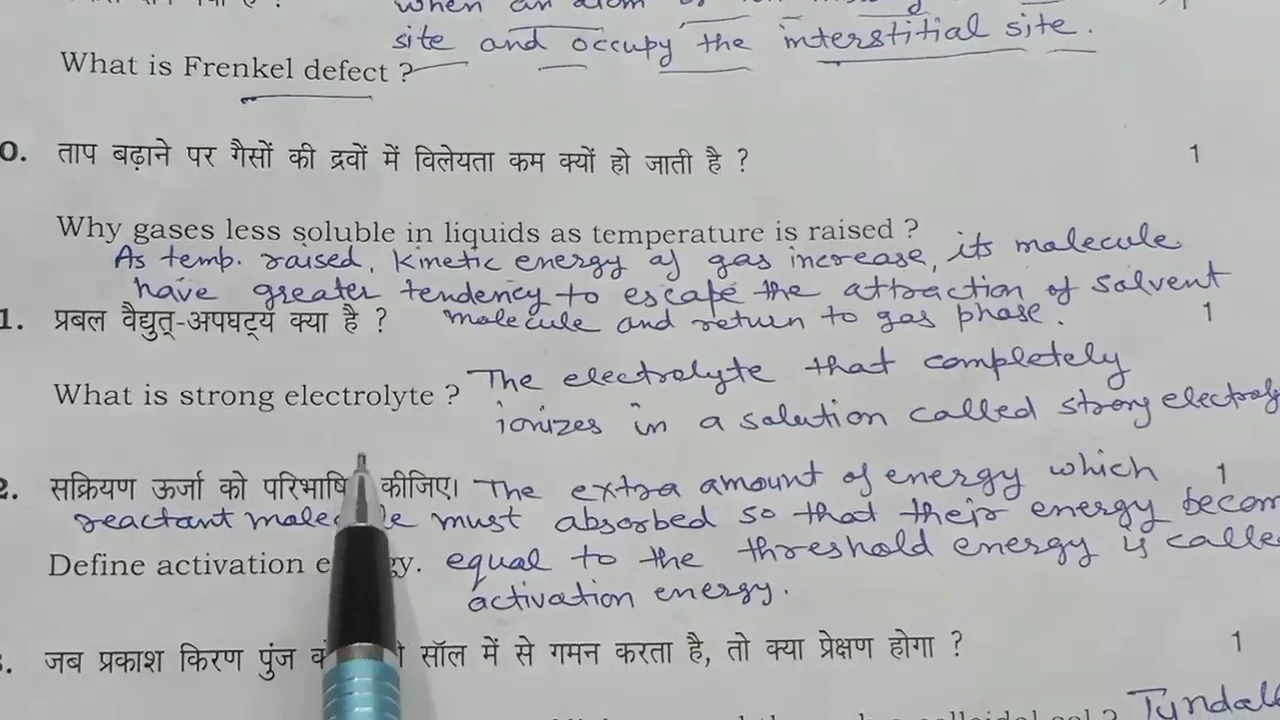 when an atom or ion
site and occupy the interstitial site.
What is Frenkel defect ?
0. ताप बढ़ाने पर गैसों की द्रवों में विलेयता कम क्यों हो जाती है ? 1
Why gases less soluble in liquids as temperature is raised ?
As temp. raised, Kinetic energy of gas increase, its molecule
have greater tendency to escape the attraction of solvent
molecule and return to gas phase.
1. प्रबल वैद्युत्-अपघट्य क्या है ? 1
What is strong electrolyte ? The electrolyte that completely
ionizes in a solution called strong
2. सक्रियण ऊर्जा को कीजिए। The extra amount of energy which 1
reactant must absorbed so that their energy
Define activation equal to the threshold energy is
activation energy.
जब प्रकाश किरण पुंज सॉल में से गमन करता है, तो क्या प्रेक्षण होगा ? 1